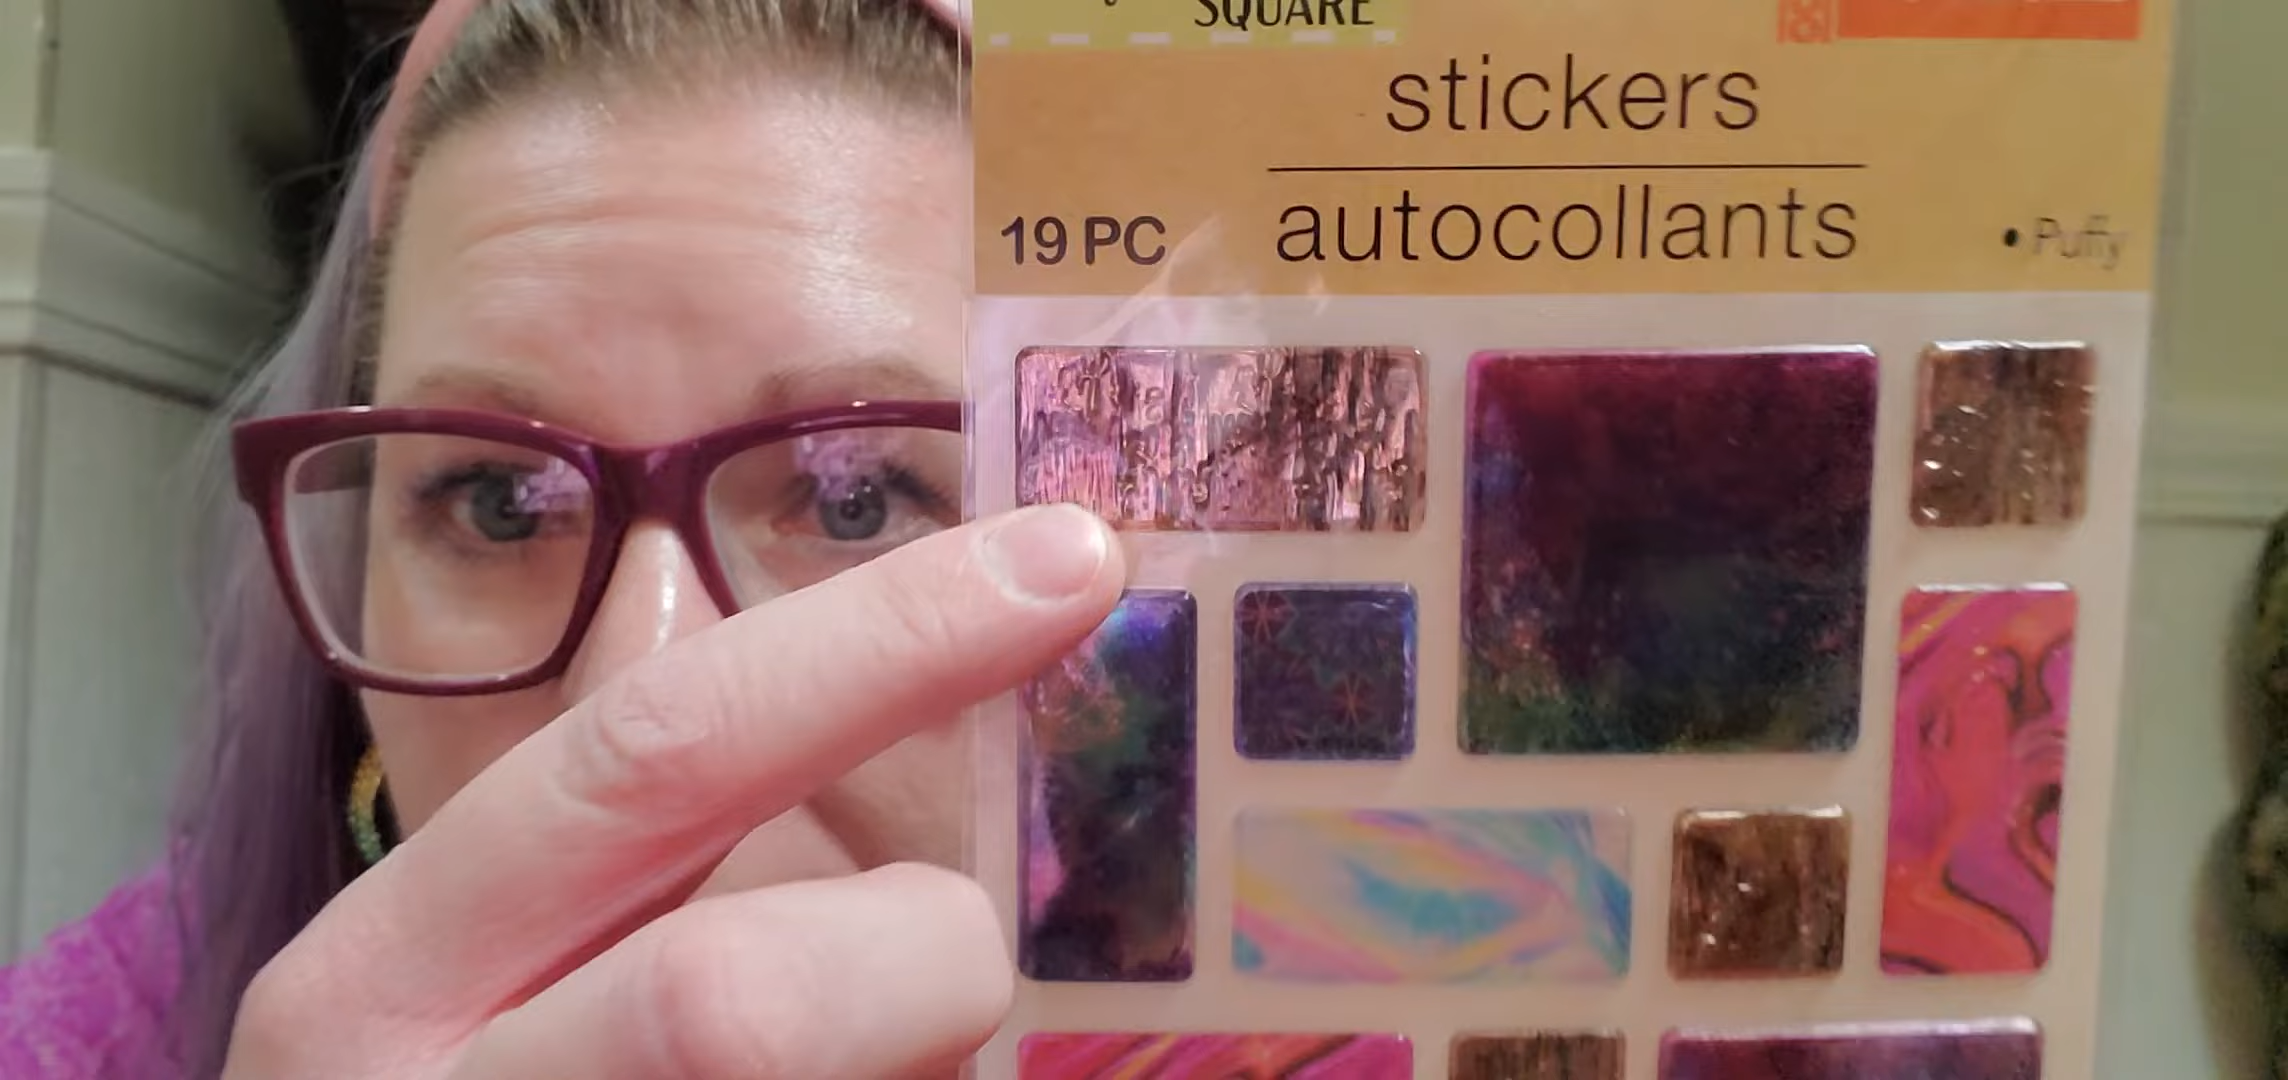 SQUARE
stickers
autocollants
19 PC
• Puffy